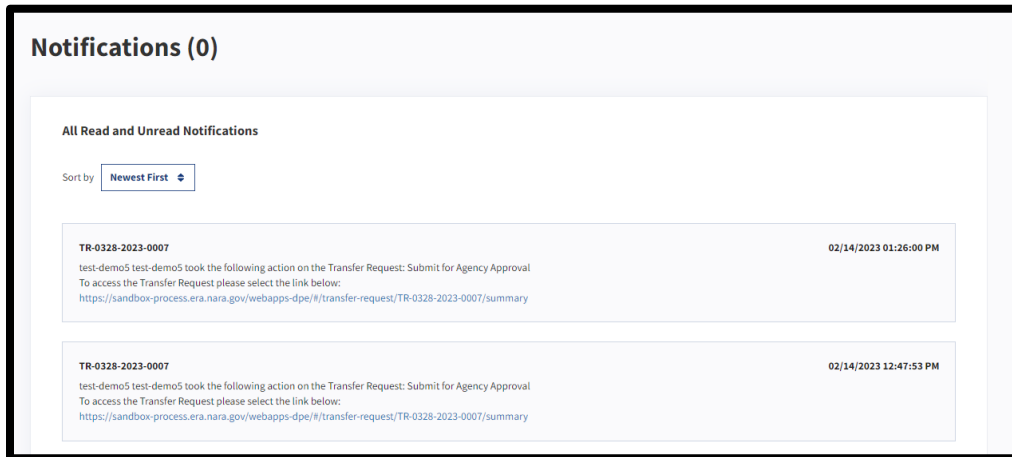 Notifications (0)
All Read and Unread Notifications
Sort by Newest First
TR-0328-2023-0007 02/14/2023 01:26:00 PM
test-demo5 test-demo5 took the following action on the Transfer Request: Submit for Agency Approval
To access the Transfer Request please select the link below:
https://sandbox-process.era.nara.gov/webapps-dpe/#/transfer-request/TR-0328-2023-0007/summary
TR-0328-2023-0007 02/14/2023 12:47:53 PM
test-demo5 test-demo5 took the following action on the Transfer Request: Submit for Agency Approval
To access the Transfer Request please select the link below:
https://sandbox-process.era.nara.gov/webapps-dpe/#/transfer-request/TR-0328-2023-0007/summary